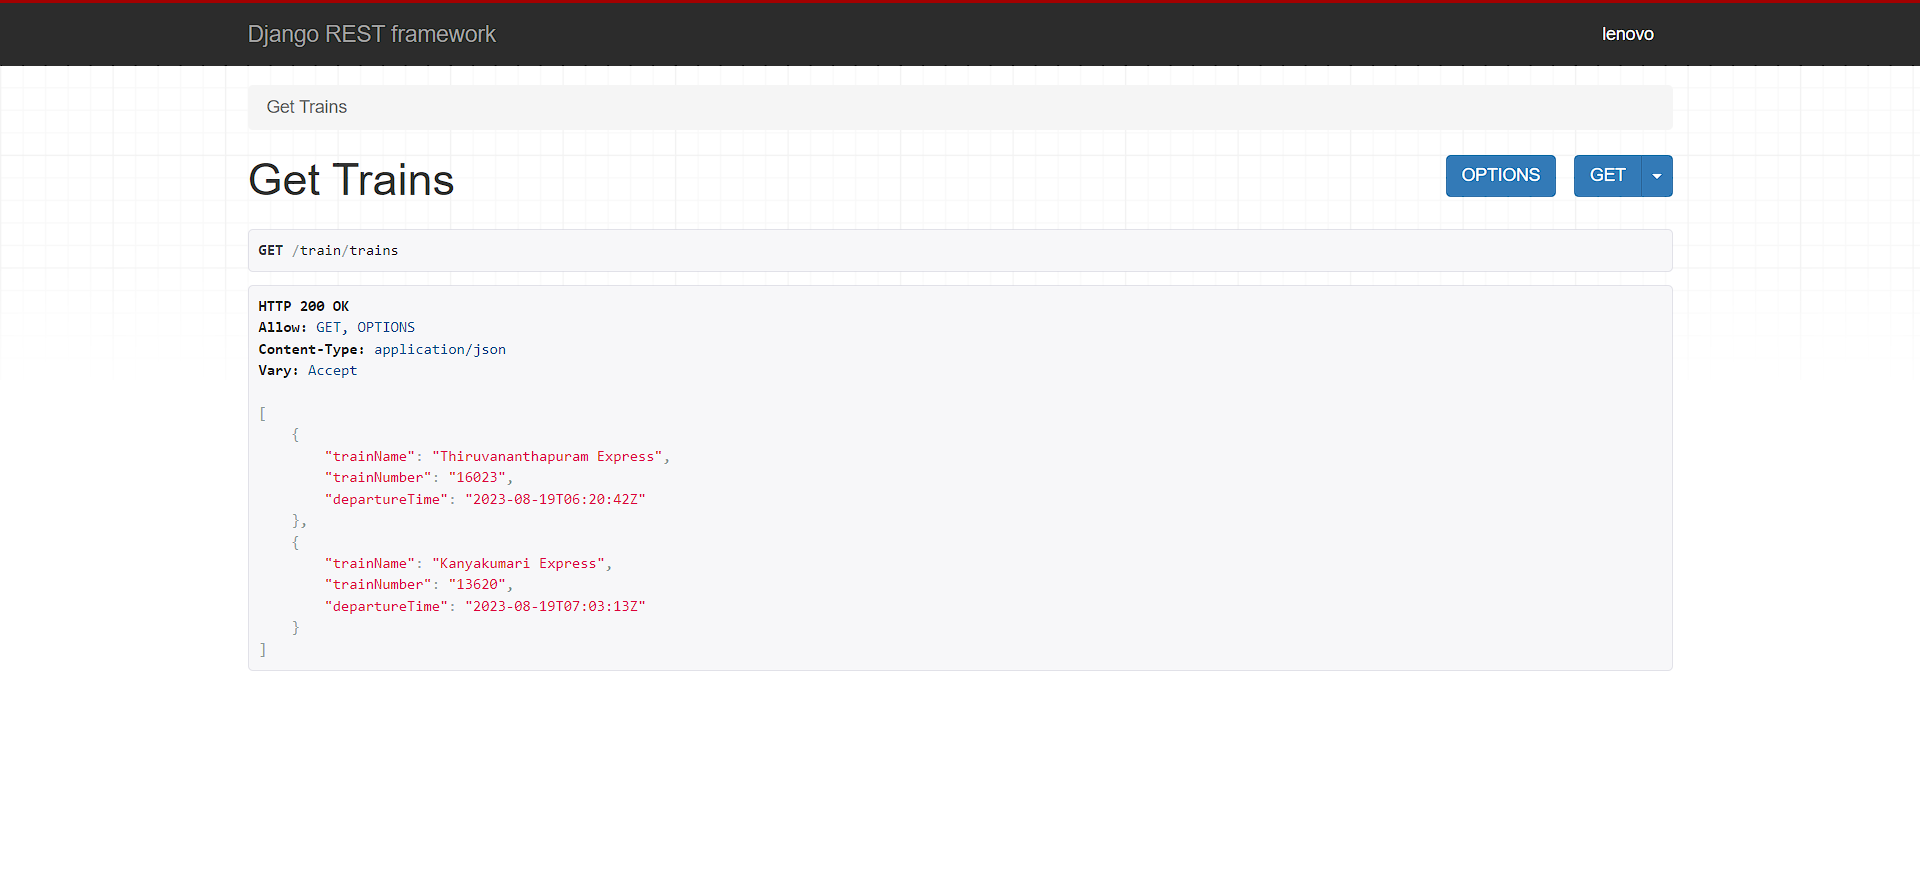 Django REST framework
lenovo
Get Trains
Get Trains
OPTIONS
GET
GET /train/trains
HTTP 200 OK
Allow: GET, OPTIONS
Content-Type: application/json
Vary: Accept
[
    {
        "trainName": "Thiruvananthapuram Express",
        "trainNumber": "16023",
        "departureTime": "2023-08-19T06:20:42Z"
    },
    {
        "trainName": "Kanyakumari Express",
        "trainNumber": "13620",
        "departureTime": "2023-08-19T07:03:13Z"
    }
]